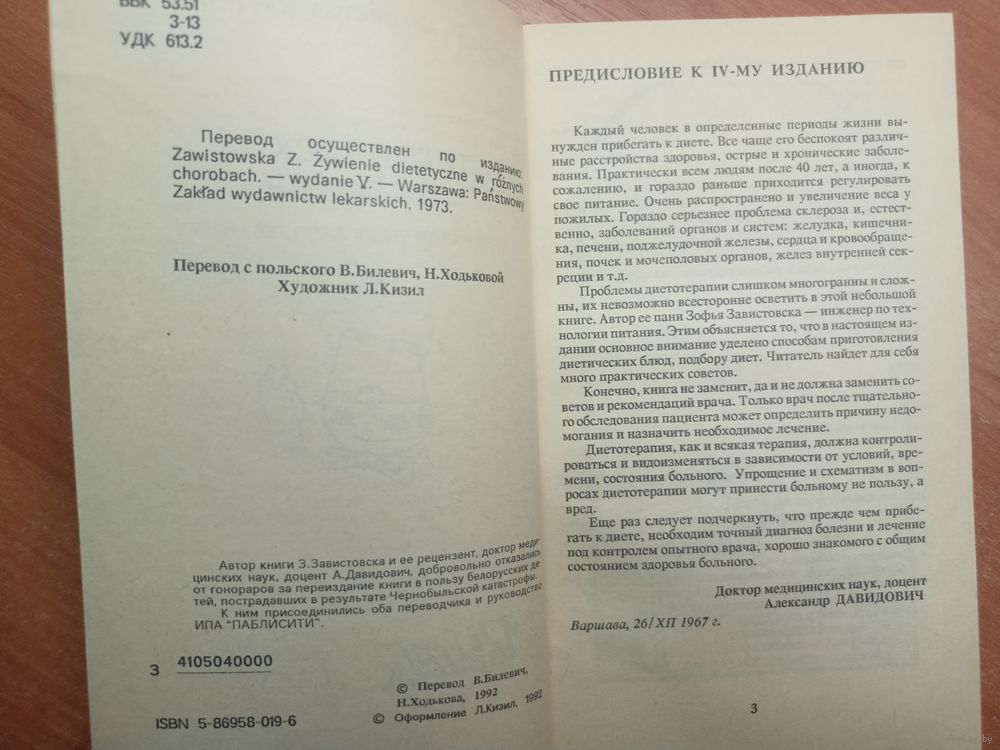 ББК 53.51
З-13
УДК 613.2
Перевод осуществлен по изданию:
Zawistowska Z. Żywienie dietetyczne w różnych
chorobach. — wydanie V. — Warszawa: Państwowy
Zakład wydawnictw lekarskich, 1973.
Перевод с польского В.Билевич, Н.Ходьковой
Художник Л.Кизил
Автор книги З.Завистовска и ее рецензент, доктор меди-
цинских наук, доцент А.Давидович, добровольно отказались
от гонораров за переиздание книги в пользу белорусских де-
тей, пострадавших в результате Чернобыльской катастрофы.
К ним присоединились оба переводчика и руководство
ИПА "ПАБЛИСИТИ".
З 4105040000
© Перевод В.Билевич,
Н.Ходькова, 1992
© Оформление Л.Кизил, 1992
ISBN 5-86958-019-6
ПРЕДИСЛОВИЕ К IV-МУ ИЗДАНИЮ
Каждый человек в определенные периоды жизни вы-
нужден прибегать к диете. Все чаще его беспокоят различ-
ные расстройства здоровья, острые и хронические заболе-
вания. Практически всем людям после 40 лет, а иногда, к
сожалению, и гораздо раньше приходится регулировать
свое питание. Очень распространено и увеличение веса у
пожилых. Гораздо серьезнее проблема склероза и, естест-
венно, заболеваний органов и систем: желудка, кишечни-
ка, печени, поджелудочной железы, сердца и кровообраще-
ния, почек и мочеполовых органов, желез внутренней сек-
реции и т.д.
Проблемы диетотерапии слишком многогранны и слож-
ны, их невозможно всесторонне осветить в этой небольшой
книге. Автор ее пани Зофья Завистовска — инженер по тех-
нологии питания. Этим объясняется то, что в настоящем из-
дании основное внимание уделено способам приготовления
диетических блюд, подбору диет. Читатель найдет для себя
много практических советов.
Конечно, книга не заменит, да и не должна заменить со-
ветов и рекомендаций врача. Только врач после тщательно-
го обследования пациента может определить причину недо-
могания и назначить необходимое лечение.
Диетотерапия, как и всякая терапия, должна контроли-
роваться и видоизменяться в зависимости от условий, вре-
мени, состояния больного. Упрощение и схематизм в воп-
росах диетотерапии могут принести больному не пользу, а
вред.
Еще раз следует подчеркнуть, что прежде чем прибе-
гать к диете, необходим точный диагноз болезни и лечение
под контролем опытного врача, хорошо знакомого с общим
состоянием здоровья больного.
Доктор медицинских наук, доцент
Александр ДАВИДОВИЧ
Варшава, 26/XII 1967 г.
3